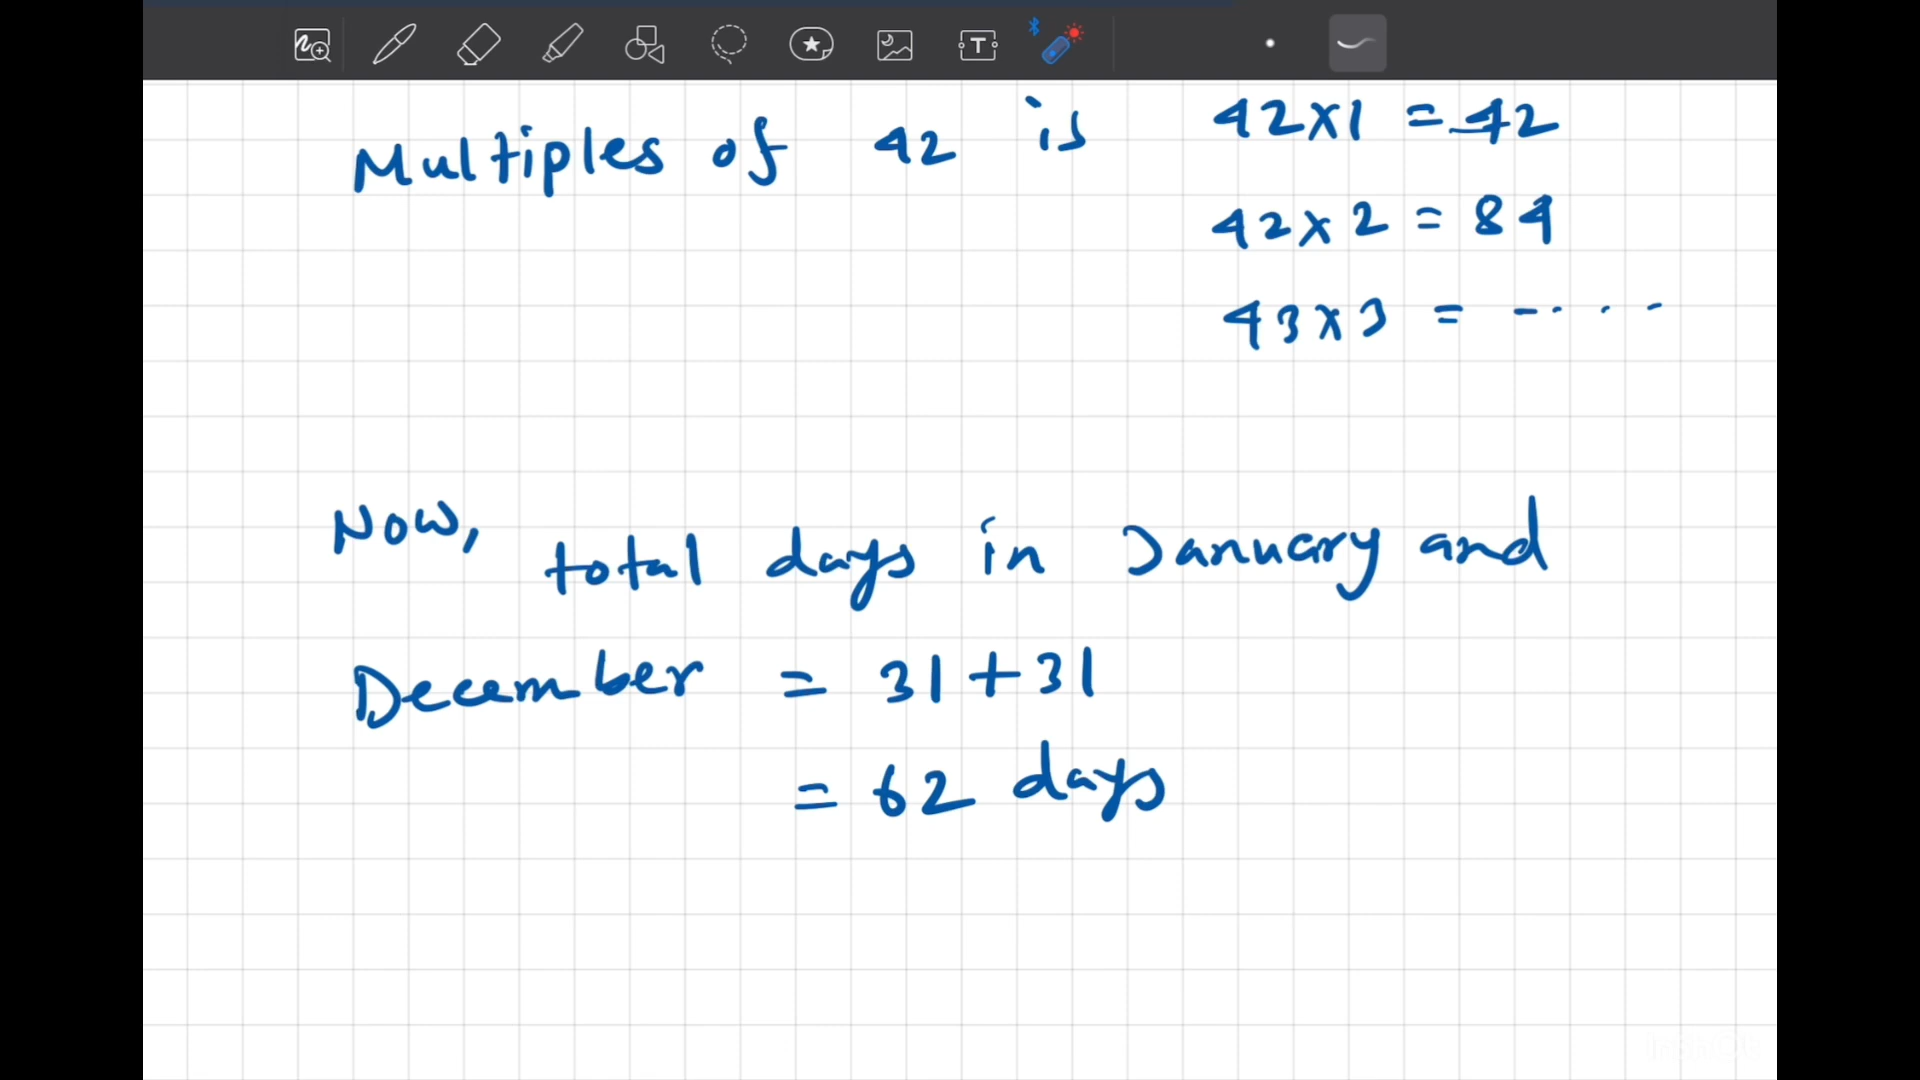 Multiples of 42 is 42x1 = 42
42x2 = 84
43x3 = - . . . -
Now, total days in January and
December = 31+31
= 62 days